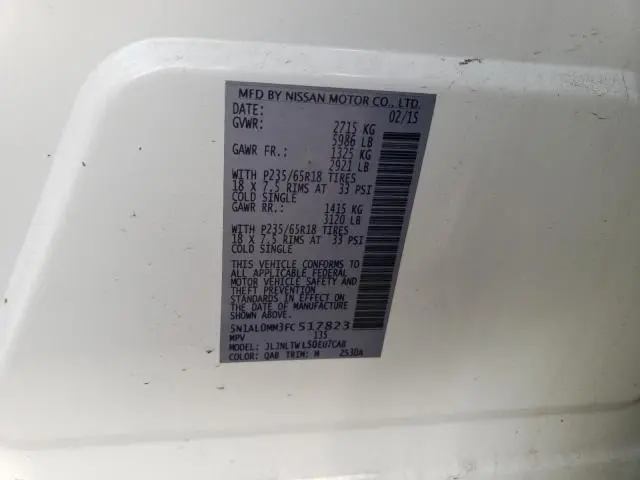 MFD BY NISSAN MOTOR CO., LTD.
DATE: 02/15
GVWR: 2715 KG
5986 LB
GAWR FR.: 1325 KG
2921 LB
WITH P235/65R18 TIRES
18 X 7.5 RIMS AT 33 PSI
COLD SINGLE
GAWR RR.: 1415 KG
3120 LB
WITH P235/65R18 TIRES
18 X 7.5 RIMS AT 33 PSI
COLD SINGLE
THIS VEHICLE CONFORMS TO
ALL APPLICABLE FEDERAL
MOTOR VEHICLE SAFETY AND
THEFT PREVENTION
STANDARDS IN EFFECT ON
THE DATE OF MANUFACTURE
SHOWN ABOVE.
5N1AL0MM3FC517823
MPV 135
MODEL: JLJNLTWL50EU7CAB
COLOR: QAB TRIM: M 2530A